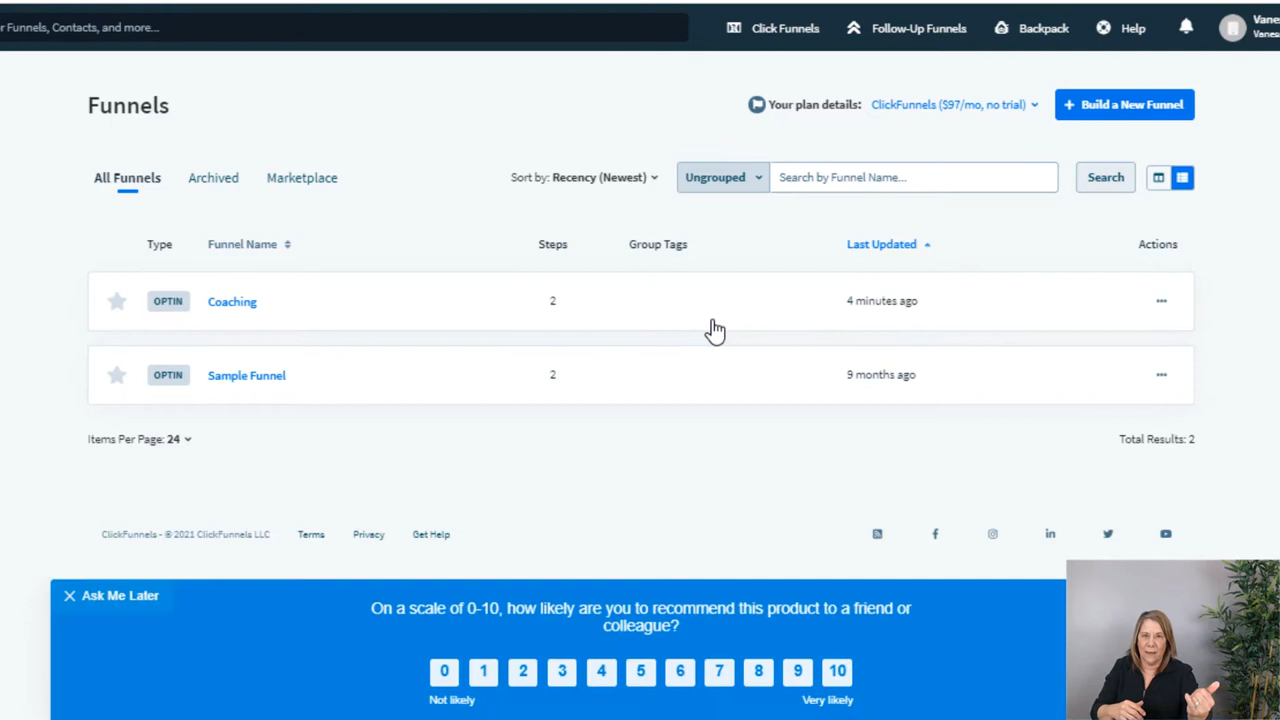 r Funnels, Contacts, and more...
Click Funnels
Follow-Up Funnels
Backpack
Help
Vanes
Vanes
Funnels
Your plan details: ClickFunnels ($97/mo, no trial)
+ Build a New Funnel
All Funnels
Archived
Marketplace
Sort by: Recency (Newest)
Ungrouped
Search by Funnel Name...
Search
Type
Funnel Name
Steps
Group Tags
Last Updated
Actions
OPTIN
Coaching
2
4 minutes ago
OPTIN
Sample Funnel
2
9 months ago
Items Per Page: 24
Total Results: 2
ClickFunnels - © 2021 ClickFunnels LLC
Terms
Privacy
Get Help
Ask Me Later
On a scale of 0-10, how likely are you to recommend this product to a friend or
colleague?
0 1 2 3 4 5 6 7 8 9 10
Not likely
Very likely